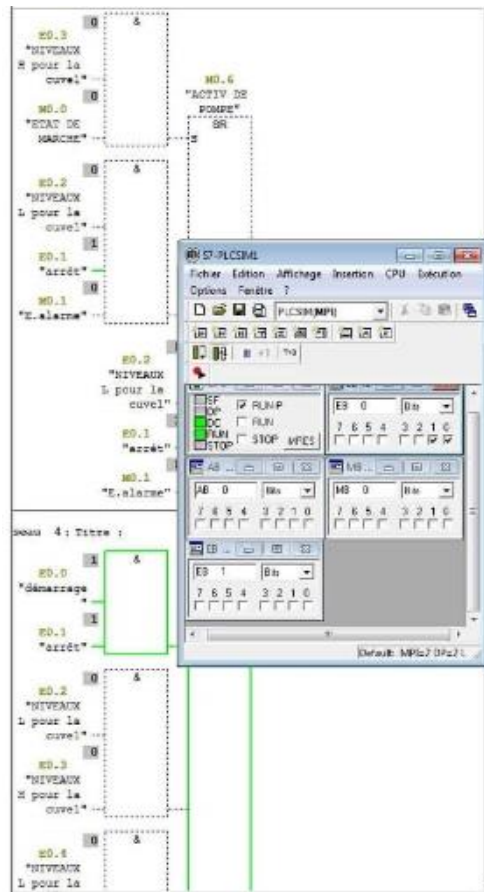 0
&
E0.3
"NIVEAUX
H pour la
cuve1"
0
M0.0
"ETAT DE
MARCHE"
M0.6
"ACTIV DE
POMPE"
SR
S
0
&
E0.2
"NIVEAUX
L pour la
cuve1"
1
E0.1
"arrét"
0
M0.1
"E.alarme"
E0.2
"NIVEAUX
L pour la
cuve1"
E0.1
"arrét"
M0.1
"E.alarme"
S7-PLCSIM1
Fichier Edition Affichage Insertion CPU Exécution
Options Fenêtre ?
PLCSIM(MPI)
T=0
SF
DP
DC
RUN
STOP
RUN-P
RUN
STOP MRES
EB 0 Bits
7 6 5 4 3 2 1 0
AB ...
MB ...
AB 0 Bits
7 6 5 4 3 2 1 0
MB 0 Bits
7 6 5 4 3 2 1 0
EB ...
EB 1 Bits
7 6 5 4 3 2 1 0
Default: MPI=2 DP=2 L
4 : Titre :
1
&
E0.0
"démarrage
"
1
E0.1
"arrét"
0
&
E0.2
"NIVEAUX
L pour la
cuve1"
0
E0.3
"NIVEAUX
H pour la
cuve1"
0
&
"NIVEAUX
L pour la